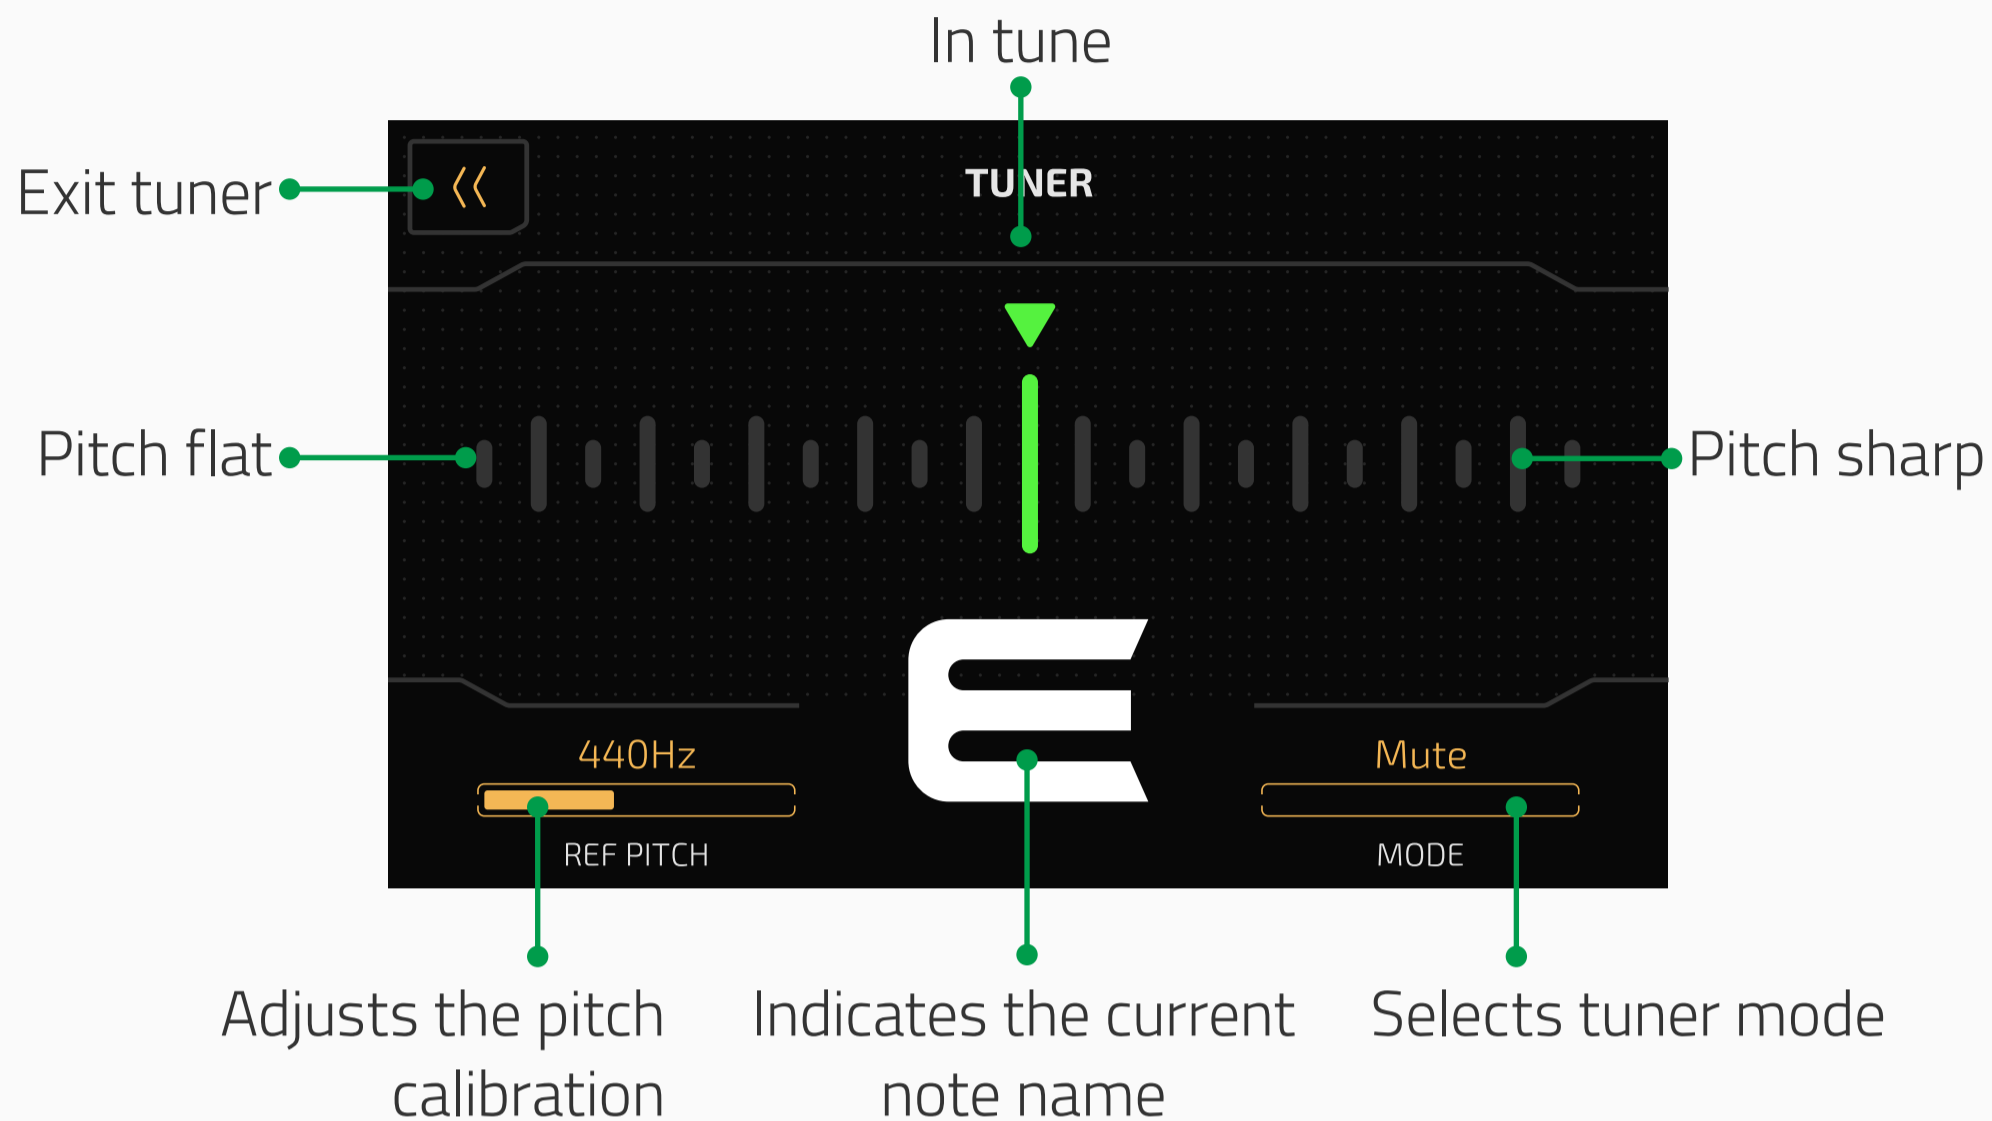 In tune
Exit tuner
TUNER
Pitch flat
Pitch sharp
E
440Hz
Mute
REF PITCH
MODE
Adjusts the pitch
calibration
Indicates the current
note name
Selects tuner mode